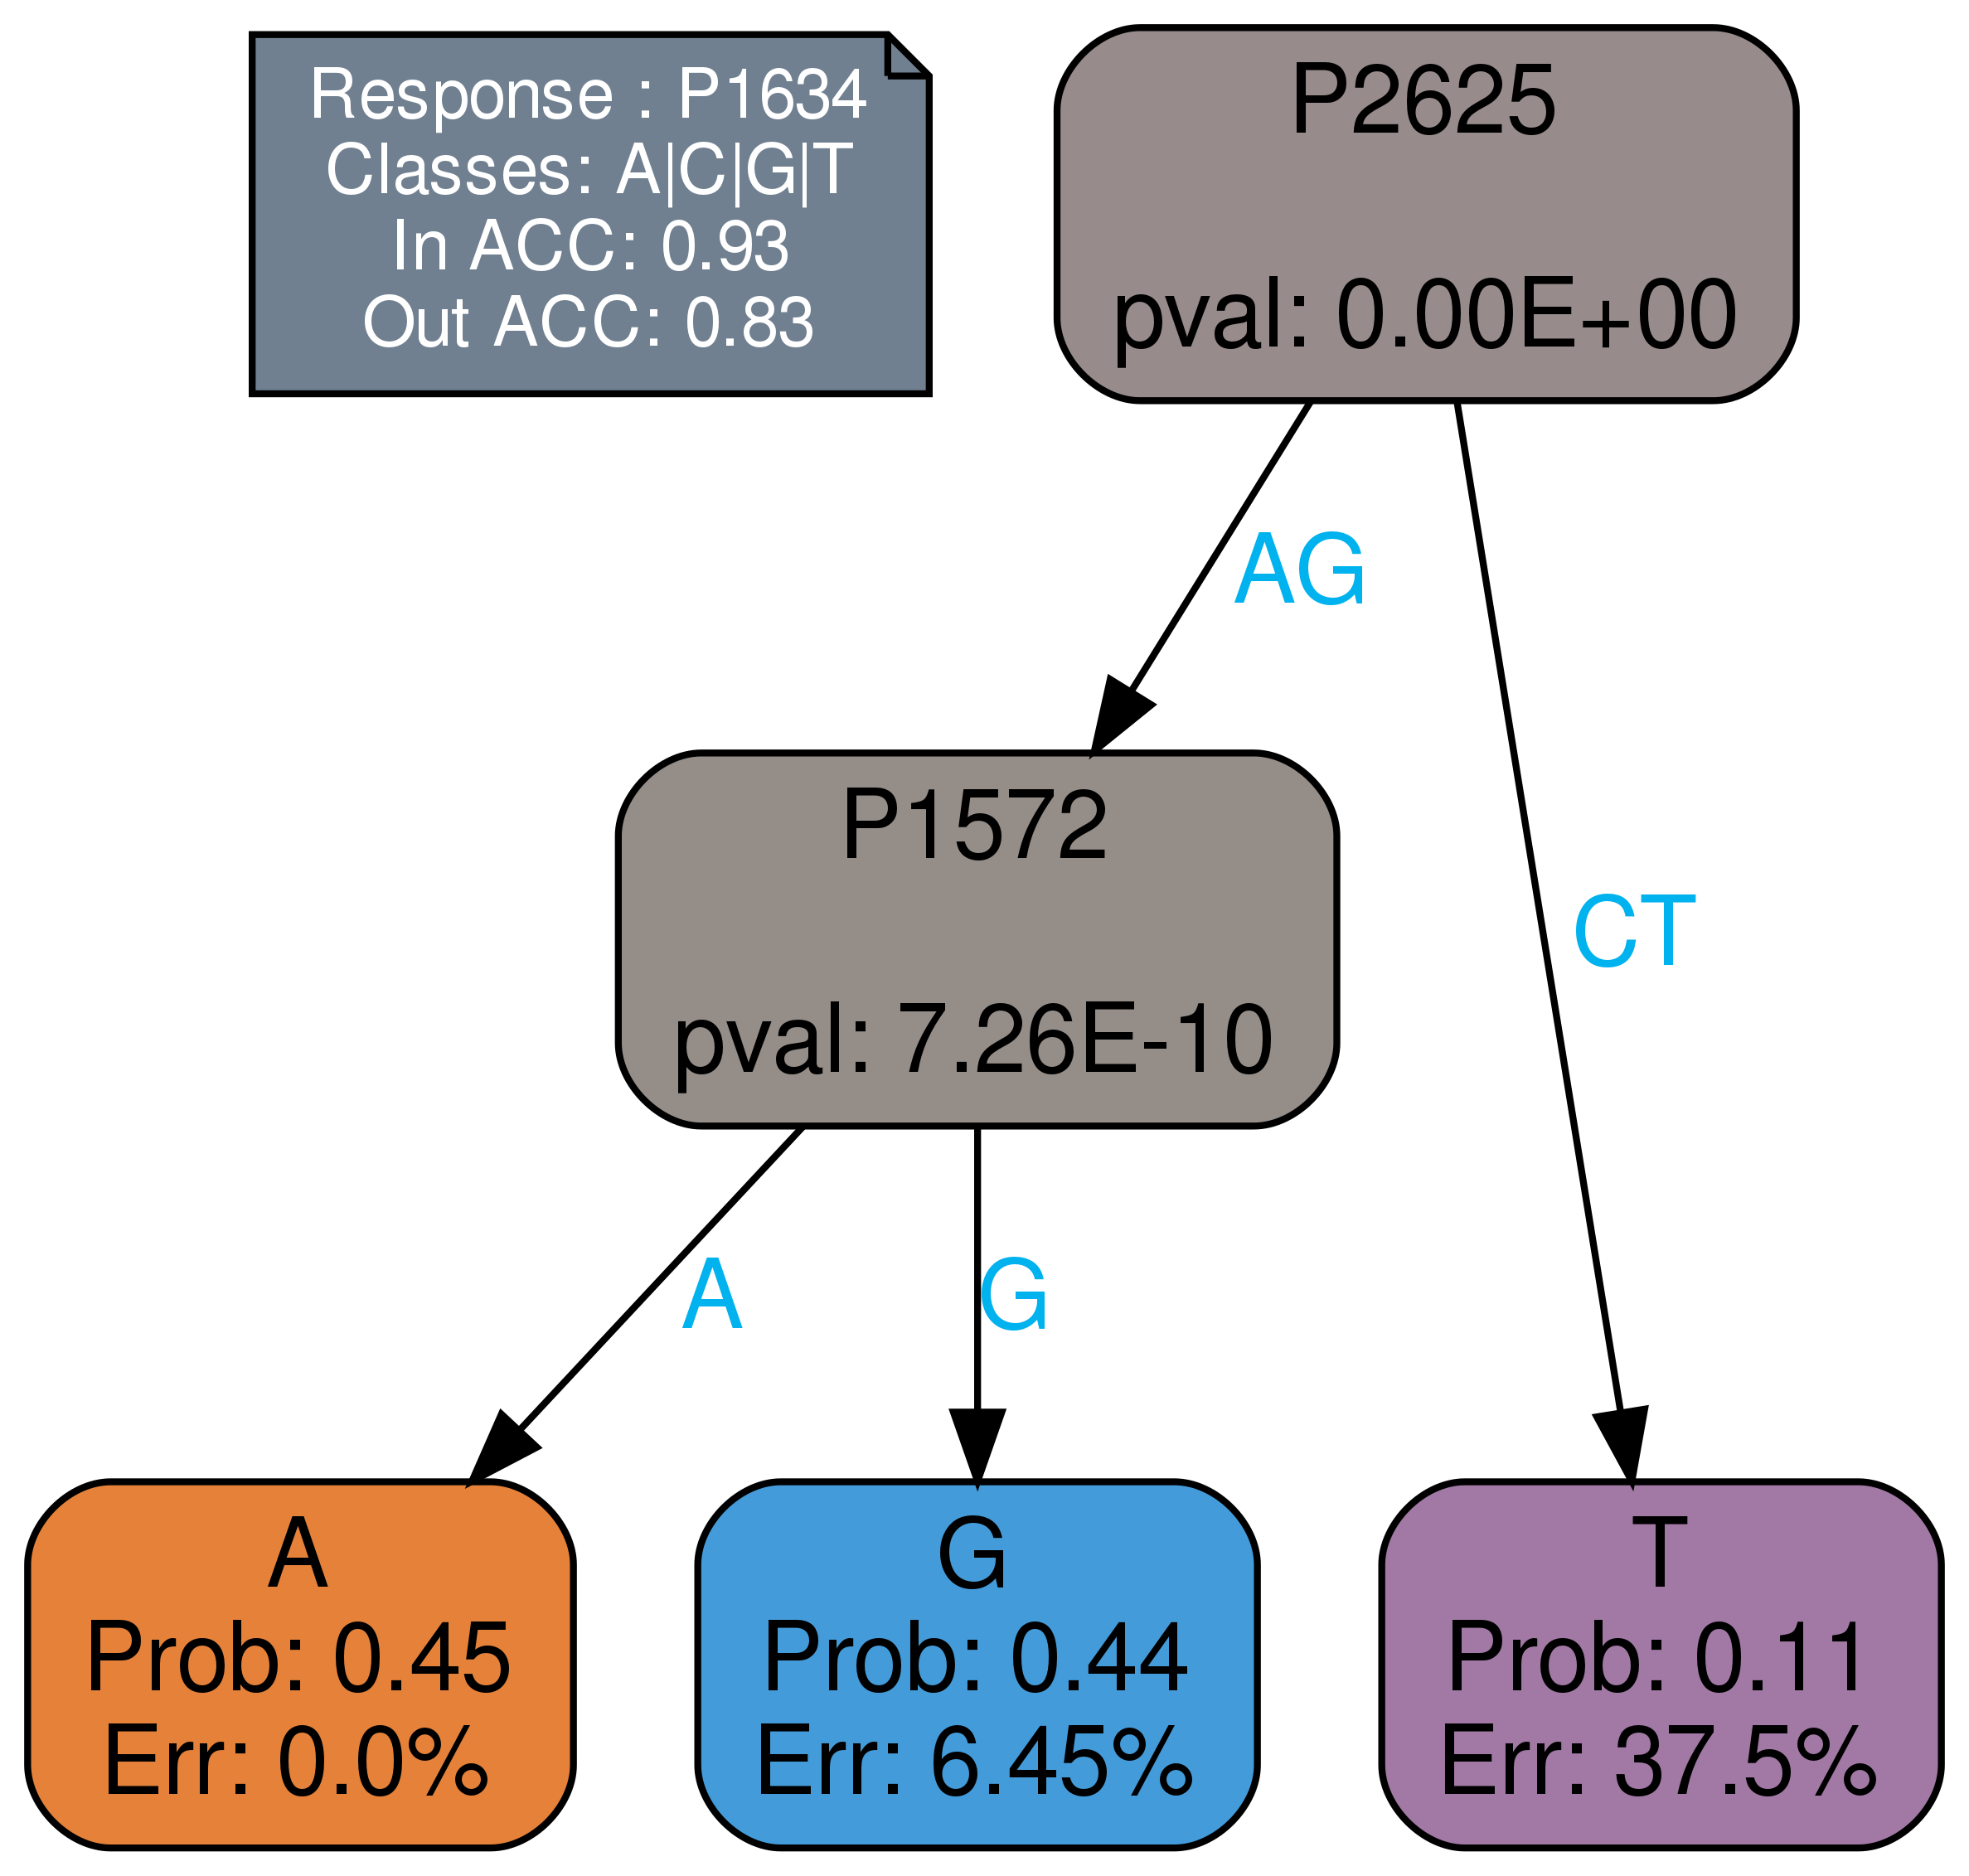 Response : P1634
Classes: A|C|G|T
In ACC: 0.93
Out ACC: 0.83
P2625
pval: 0.00E+00
AG
P1572
pval: 7.26E-10
CT
A
G
A
Prob: 0.45
Err: 0.0%
G
Prob: 0.44
Err: 6.45%
T
Prob: 0.11
Err: 37.5%